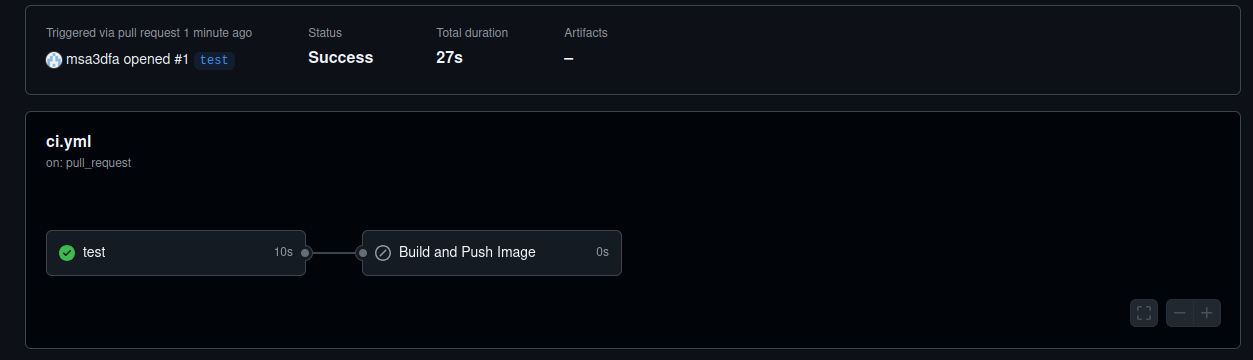 Triggered via pull request 1 minute ago
msa3dfa opened #1 test
Status
Success
Total duration
27s
Artifacts
–
ci.yml
on: pull_request
test 10s
Build and Push Image 0s